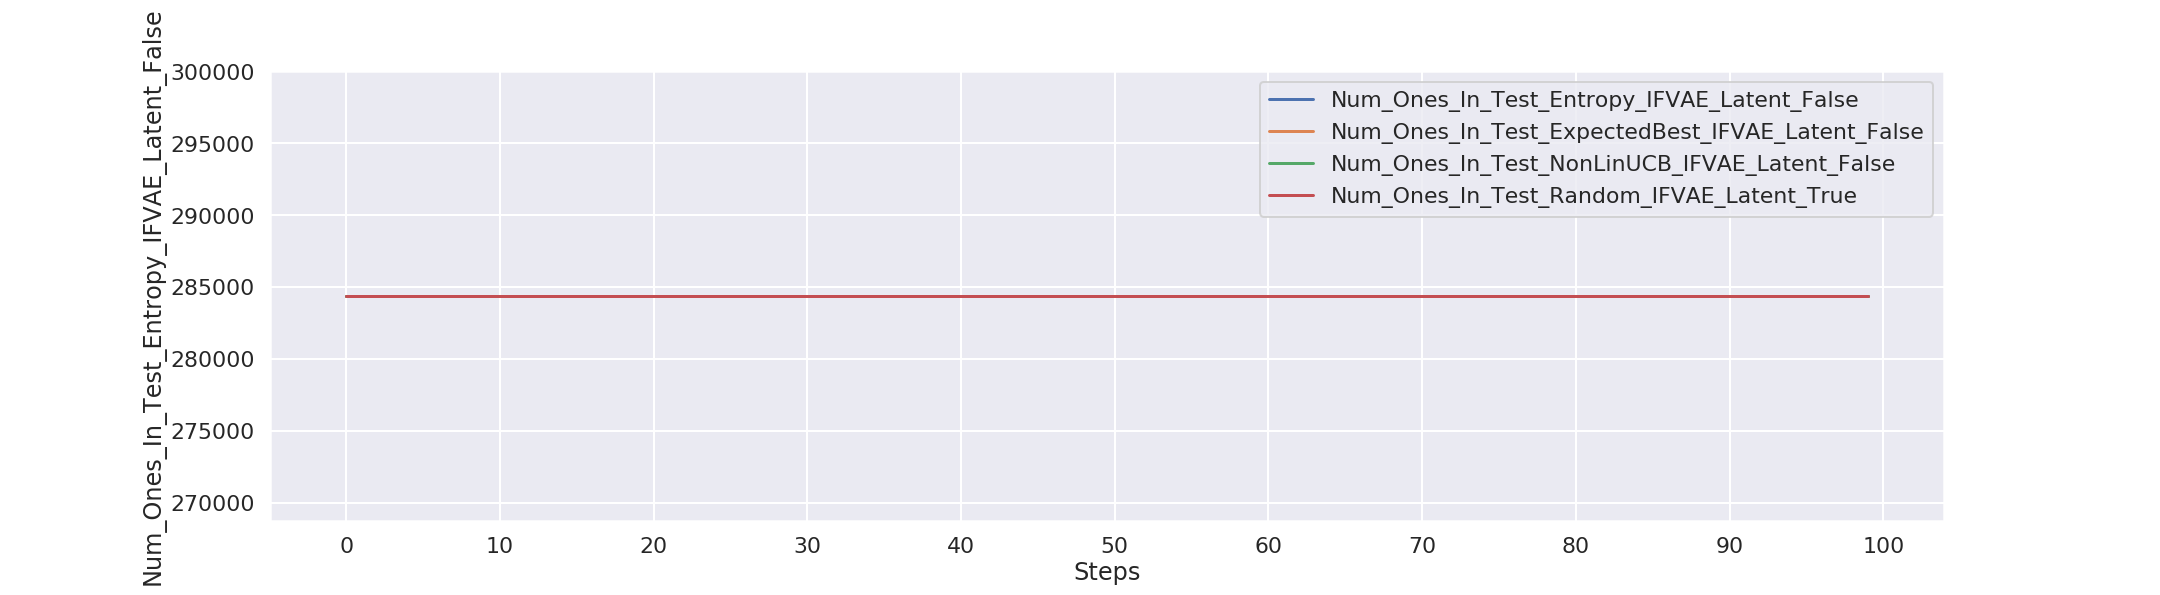 Num_Ones_In_Test_Entropy_IFVAE_Latent_False
300000
295000
290000
285000
280000
275000
270000
Num_Ones_In_Test_Entropy_IFVAE_Latent_False
Num_Ones_In_Test_ExpectedBest_IFVAE_Latent_False
Num_Ones_In_Test_NonLinUCB_IFVAE_Latent_False
Num_Ones_In_Test_Random_IFVAE_Latent_True
0 10 20 30 40 50 60 70 80 90 100
Steps